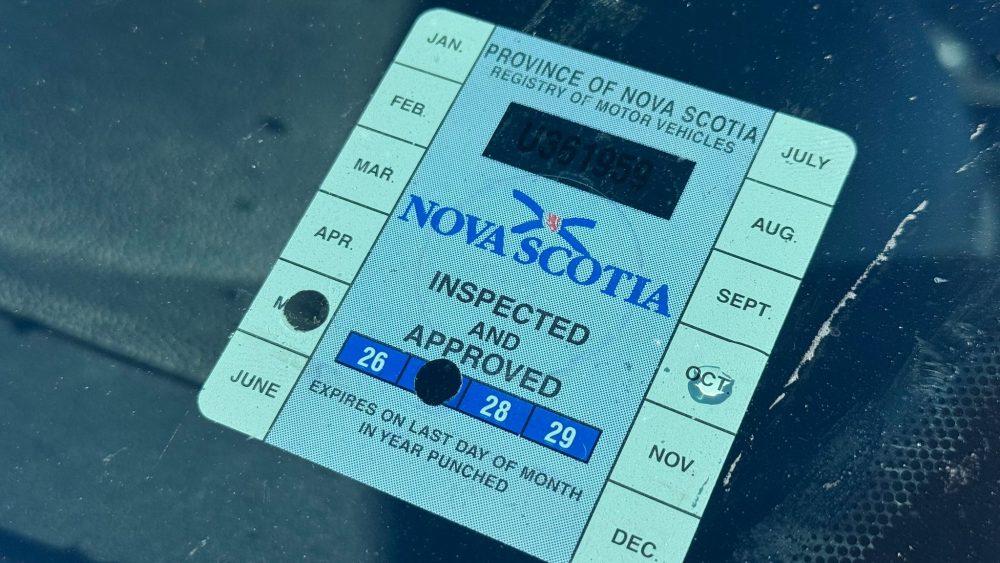 JAN.
FEB.
MAR.
APR.
M
JUNE
PROVINCE OF NOVA SCOTIA
REGISTRY OF MOTOR VEHICLES
U361959
NOVA SCOTIA
INSPECTED
AND
APPROVED
26 28 29
EXPIRES ON LAST DAY OF MONTH
IN YEAR PUNCHED
JULY
AUG.
SEPT.
OCT.
NOV.
DEC.